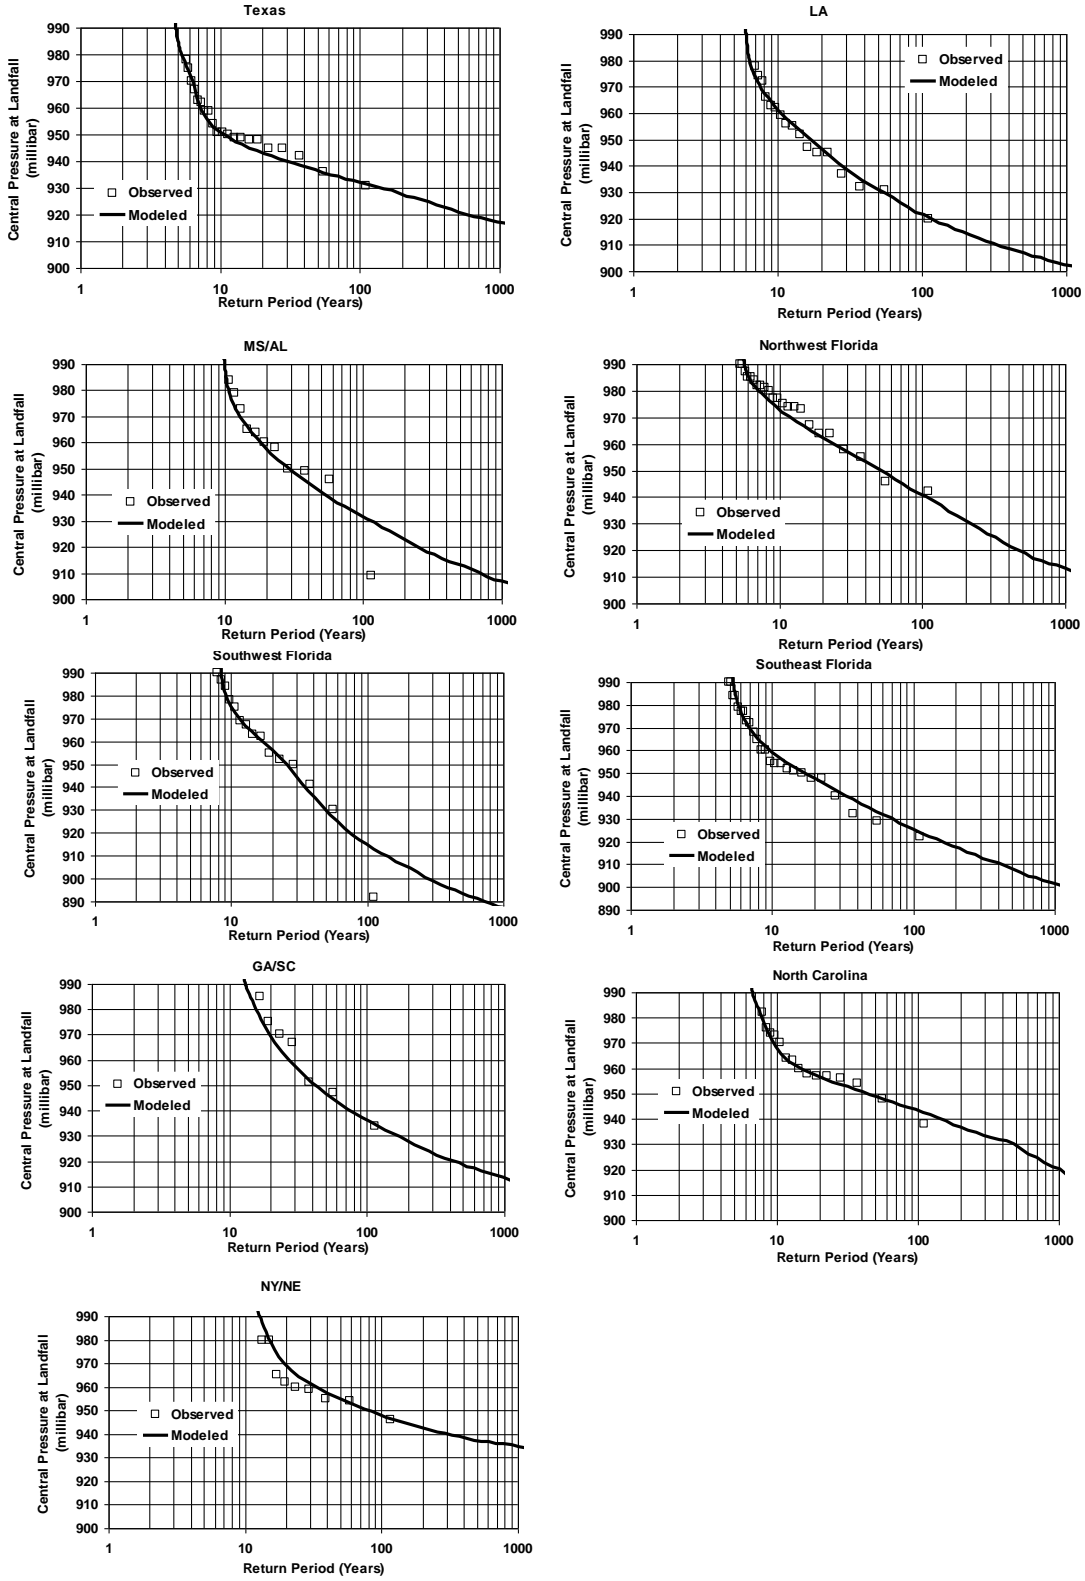 Texas
Central Pressure at Landfall
(millibar)
990
980
970
960
950
940
930
920
910
900
Observed
Modeled
1 10 100 1000
Return Period (Years)
LA
Central Pressure at Landfall
(millibar)
990
980
970
960
950
940
930
920
910
900
Observed
Modeled
1 10 100 1000
Return Period (Years)
MS/AL
Central Pressure at Landfall
(millibar)
990
980
970
960
950
940
930
920
910
900
Observed
Modeled
1 10 100 1000
Return Period (Years)
Northwest Florida
Central Pressure at Landfall
(millibar)
990
980
970
960
950
940
930
920
910
900
Observed
Modeled
1 10 100 1000
Return Period (Years)
Southwest Florida
Central Pressure at Landfall
(millibar)
990
980
970
960
950
940
930
920
910
900
890
Observed
Modeled
1 10 100 1000
Return Period (Years)
Southeast Florida
Central Pressure at Landfall
(millibar)
990
980
970
960
950
940
930
920
910
900
890
Observed
Modeled
1 10 100 1000
Return Period (Years)
GA/SC
Central Pressure at Landfall
(millibar)
990
980
970
960
950
940
930
920
910
900
Observed
Modeled
1 10 100 1000
Return Period (Years)
North Carolina
Central Pressure at Landfall
(millibar)
990
980
970
960
950
940
930
920
910
900
Observed
Modeled
1 10 100 1000
Return Period (Years)
NY/NE
Central Pressure at Landfall
(millibar)
990
980
970
960
950
940
930
920
910
900
Observed
Modeled
1 10 100 1000
Return Period (Years)